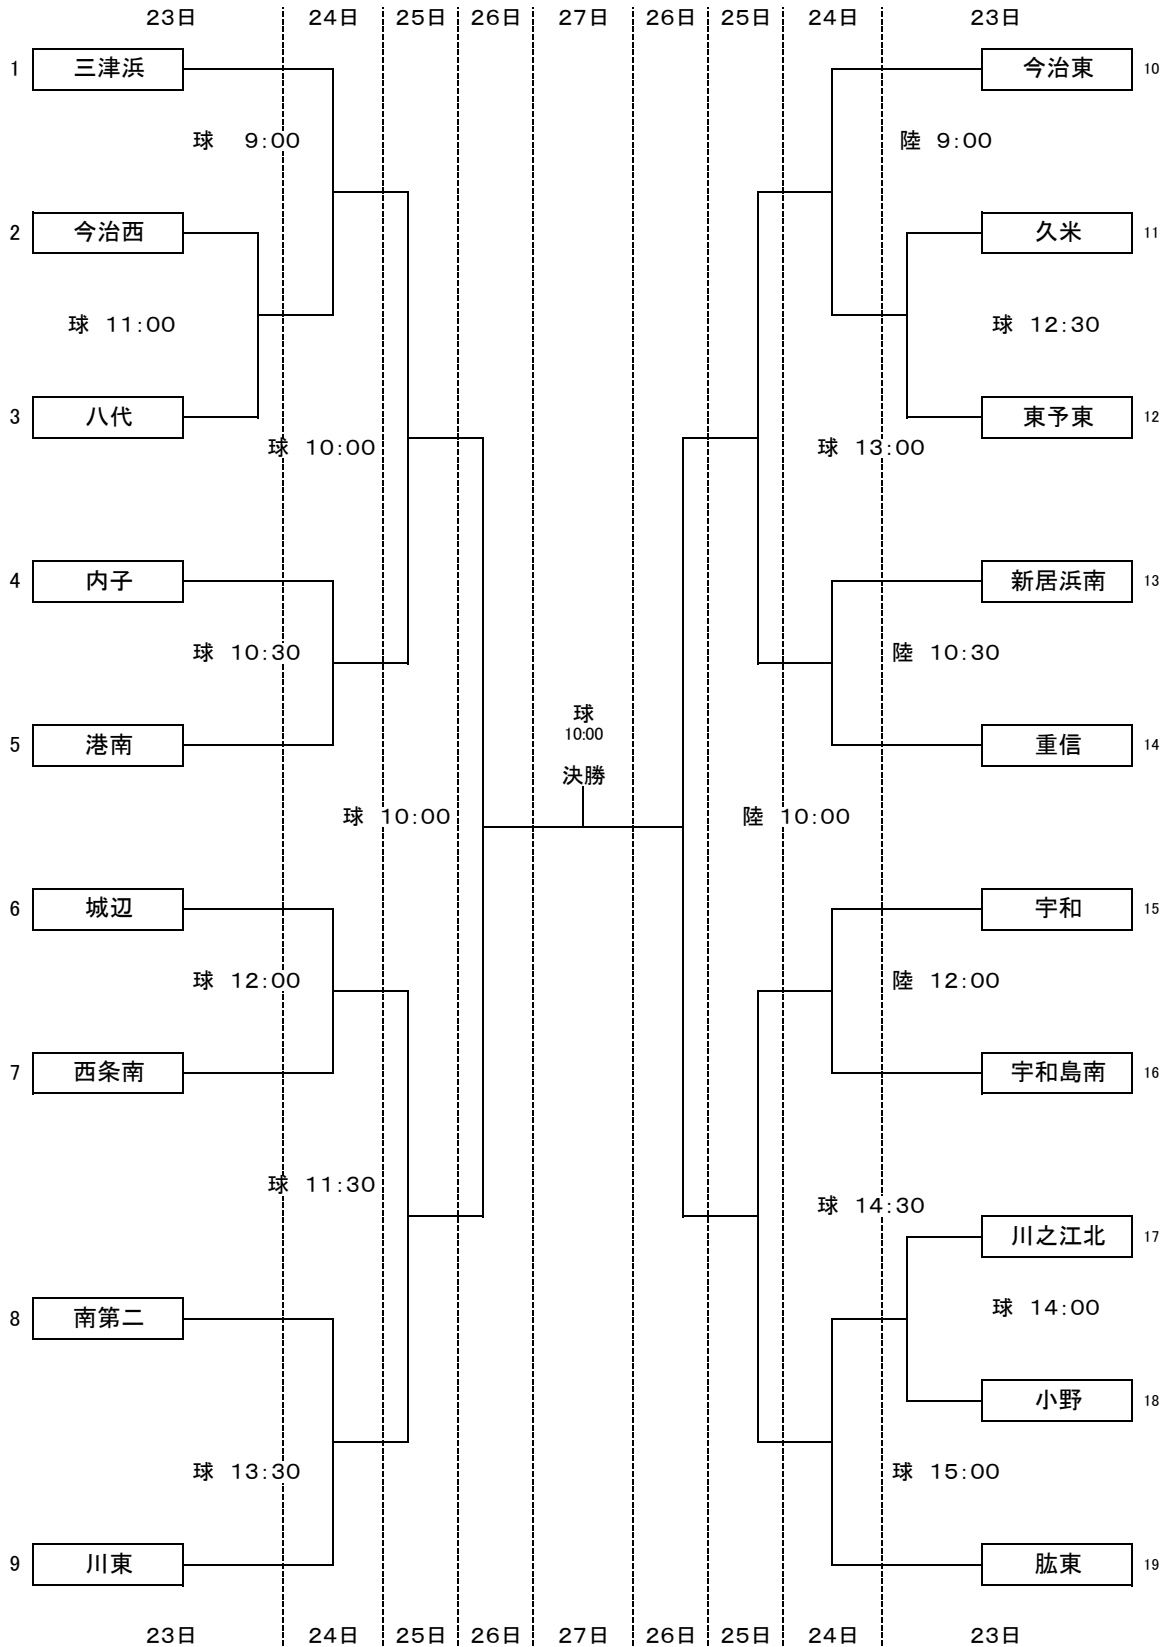 23日 24日 25日 26日 27日 26日 25日 24日 23日
1 三津浜 今治東 10
球 9:00 陸 9:00
2 今治西 久米 11
球 11:00 球 12:30
3 八代 東予東 12
球 10:00 球 13:00
4 内子 新居浜南 13
球 10:30 陸 10:30
球
10:00
5 港南 重信 14
決勝
球 10:00 陸 10:00
6 城辺 宇和 15
球 12:00 陸 12:00
7 西条南 宇和島南 16
球 11:30 球 14:30
川之江北 17
球 14:00
8 南第二
小野 18
球 13:30 球 15:00
9 川東 肱東 19
23日 24日 25日 26日 27日 26日 25日 24日 23日